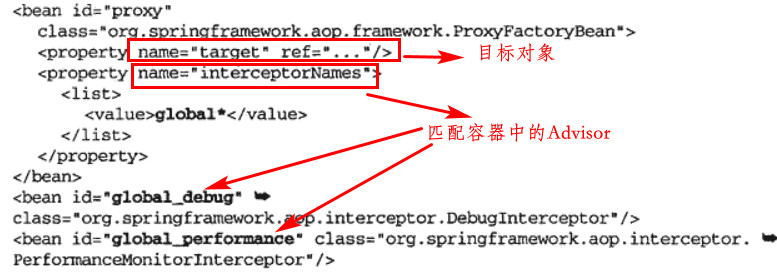 <bean id="proxy"
class="org.springframework.aop.framework.ProxyFactoryBean">
<property name="target" ref="..."/>
目标对象
<property name="interceptorNames">
<list>
<value>global*</value>
</list>
匹配容器中的Advisor
</property>
</bean>
<bean id="global_debug" ➥
class="org.springframework.aop.interceptor.DebugInterceptor"/>
<bean id="global_performance" class="org.springframework.aop.interceptor. ➥
PerformanceMonitorInterceptor"/>